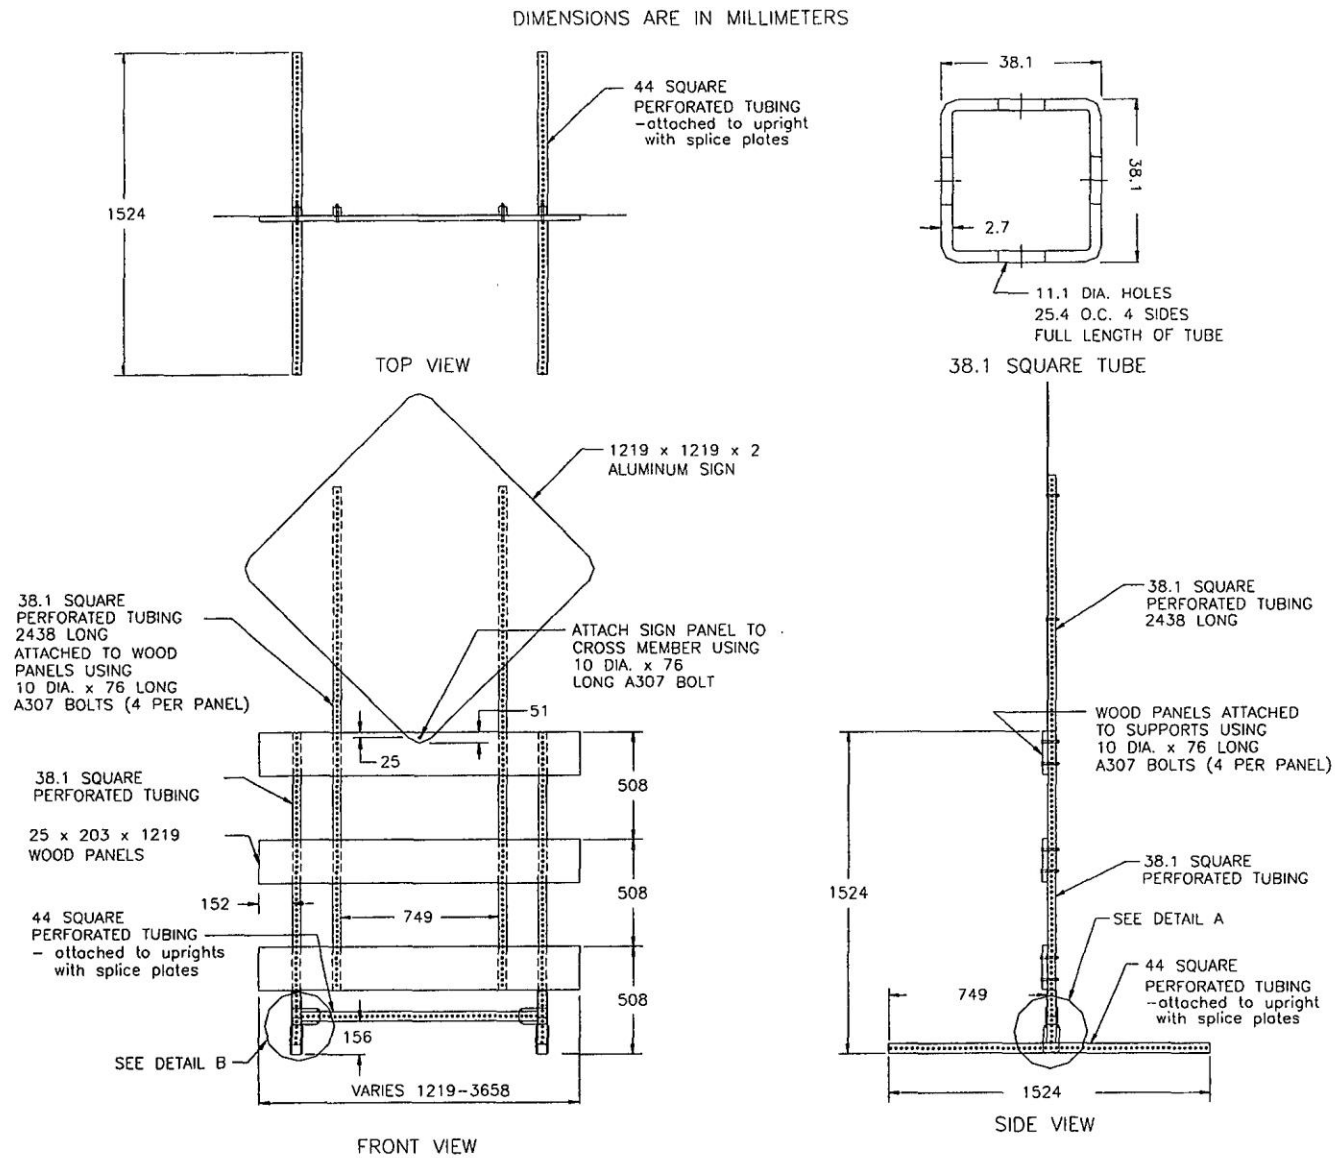 DIMENSIONS ARE IN MILLIMETERS
44 SQUARE
PERFORATED TUBING
-attached to upright
with splice plates
1524
TOP VIEW
38.1
38.1
2.7
11.1 DIA. HOLES
25.4 O.C. 4 SIDES
FULL LENGTH OF TUBE
38.1 SQUARE TUBE
1219 x 1219 x 2
ALUMINUM SIGN
38.1 SQUARE
PERFORATED TUBING
2438 LONG
ATTACHED TO WOOD
PANELS USING
10 DIA. x 76 LONG
A307 BOLTS (4 PER PANEL)
ATTACH SIGN PANEL TO
CROSS MEMBER USING
10 DIA. x 76
LONG A307 BOLT
51
25
38.1 SQUARE
PERFORATED TUBING
25 x 203 x 1219
WOOD PANELS
152
749
44 SQUARE
PERFORATED TUBING
- attached to uprights
with splice plates
508
508
508
156
SEE DETAIL B
VARIES 1219-3658
FRONT VIEW
38.1 SQUARE
PERFORATED TUBING
2438 LONG
WOOD PANELS ATTACHED
TO SUPPORTS USING
10 DIA. x 76 LONG
A307 BOLTS (4 PER PANEL)
1524
38.1 SQUARE
PERFORATED TUBING
SEE DETAIL A
44 SQUARE
PERFORATED TUBING
-attached to upright
with splice plates
749
1524
SIDE VIEW